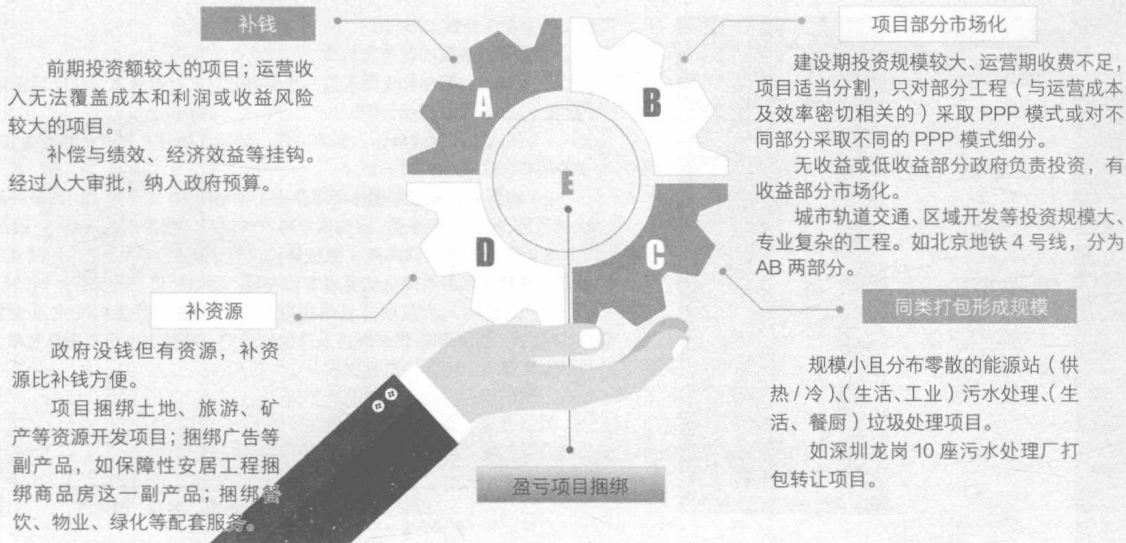 补钱
前期投资额较大的项目；运营收
入无法覆盖成本和利润或收益风险
较大的项目。
补偿与绩效、经济效益等挂钩。
经过人大审批，纳入政府预算。
A
B
C
D
E
项目部分市场化
建设期投资规模较大、运营期收费不足，
项目适当分割，只对部分工程（与运营成本
及效率密切相关的）采取 PPP 模式或对不
同部分采取不同的 PPP 模式细分。
无收益或低收益部分政府负责投资，有
收益部分市场化。
城市轨道交通、区域开发等投资规模大、
专业复杂的工程。如北京地铁 4 号线，分为
AB 两部分。
补资源
政府没钱但有资源，补资
源比补钱方便。
项目捆绑土地、旅游、矿
产等资源开发项目；捆绑广告等
副产品，如保障性安居工程捆
绑商品房这一副产品；捆绑餐
饮、物业、绿化等配套服务。
同类打包形成规模
规模小且分布零散的能源站（供
热 / 冷）、（生活、工业）污水处理、（生
活、餐厨）垃圾处理项目。
如深圳龙岗 10 座污水处理厂打
包转让项目。
盈亏项目捆绑